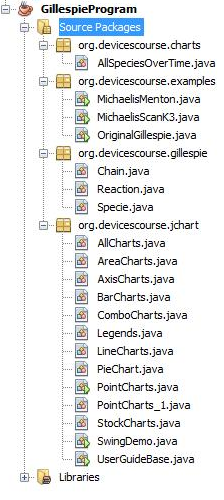 GillespieProgram
Source Packages
org.devicescourse.charts
AllSpeciesOverTime.java
org.devicescourse.examples
MichaelisMenton.java
MichaelisScanK3.java
OriginalGillespie.java
org.devicescourse.gillespie
Chain.java
Reaction.java
Specie.java
org.devicescourse.jchart
AllCharts.java
AreaCharts.java
AxisCharts.java
BarCharts.java
ComboCharts.java
Legends.java
LineCharts.java
PieChart.java
PointCharts.java
PointCharts_1.java
StockCharts.java
SwingDemo.java
UserGuideBase.java
Libraries